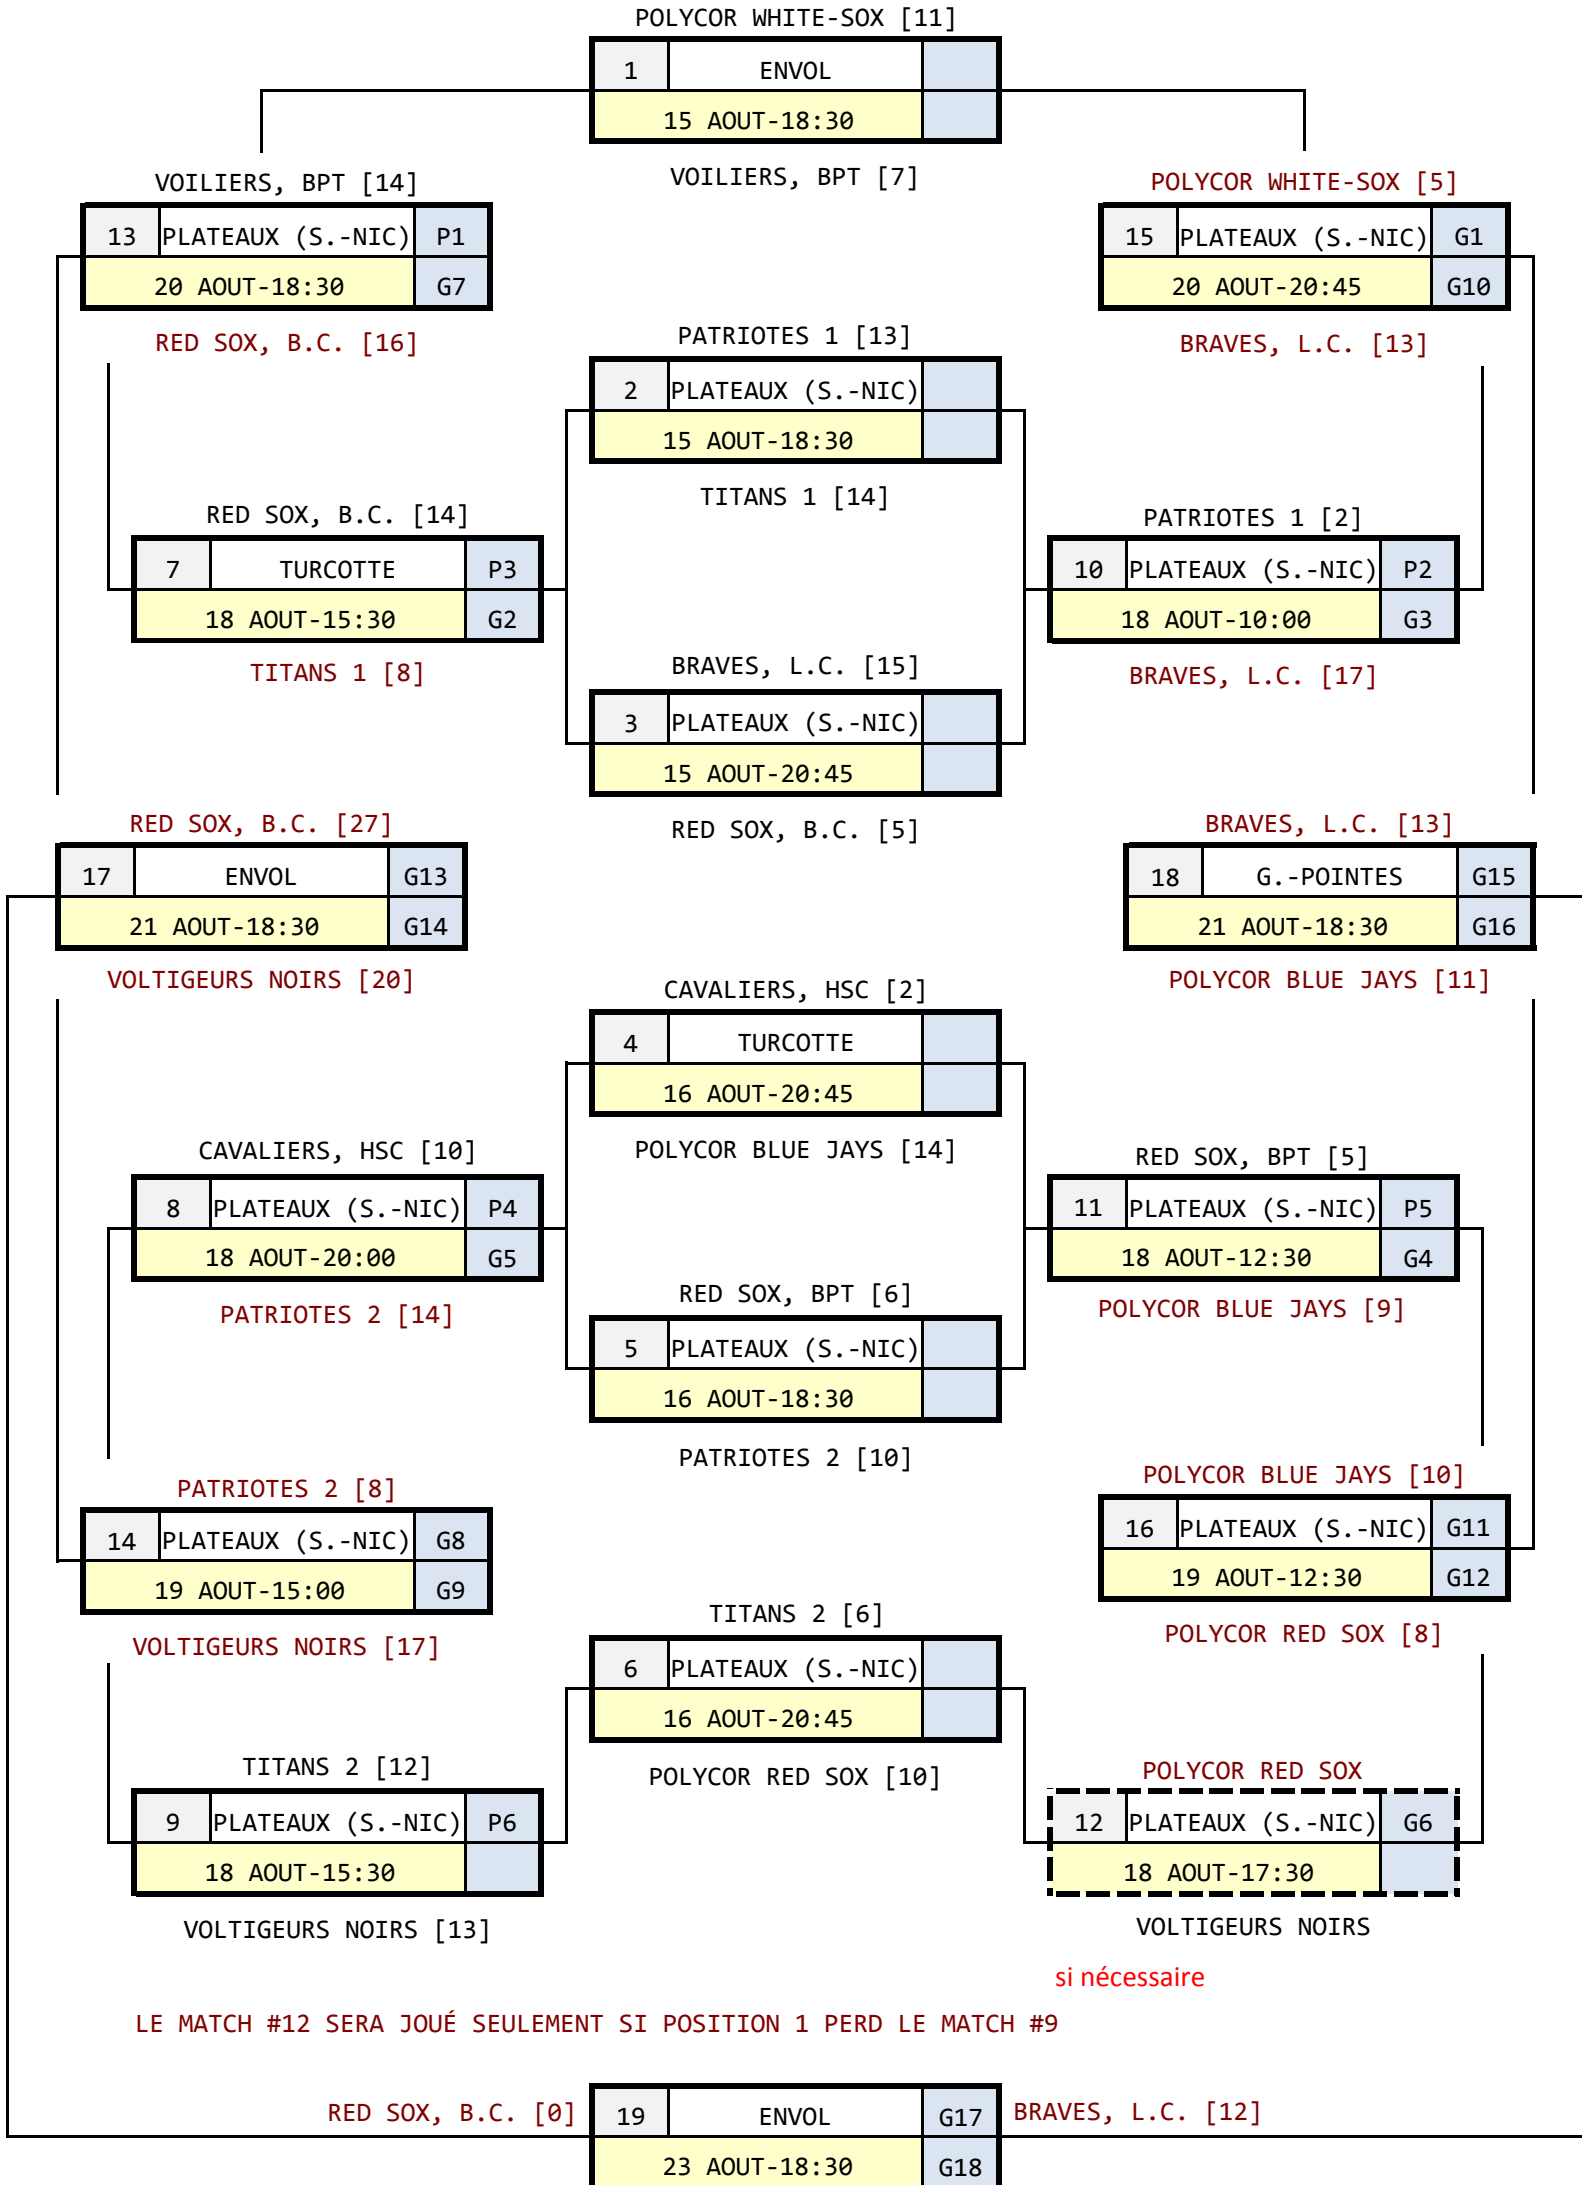 POLYCOR WHITE-SOX [11]
1 ENVOL
15 AOUT-18:30
VOILIERS, BPT [7]
VOILIERS, BPT [14]
13 PLATEAUX (S.-NIC) P1
20 AOUT-18:30 G7
RED SOX, B.C. [16]
POLYCOR WHITE-SOX [5]
15 PLATEAUX (S.-NIC) G1
20 AOUT-20:45 G10
BRAVES, L.C. [13]
PATRIOTES 1 [13]
2 PLATEAUX (S.-NIC)
15 AOUT-18:30
TITANS 1 [14]
RED SOX, B.C. [14]
7 TURCOTTE P3
18 AOUT-15:30 G2
TITANS 1 [8]
PATRIOTES 1 [2]
10 PLATEAUX (S.-NIC) P2
18 AOUT-10:00 G3
BRAVES, L.C. [17]
BRAVES, L.C. [15]
3 PLATEAUX (S.-NIC)
15 AOUT-20:45
RED SOX, B.C. [5]
RED SOX, B.C. [27]
17 ENVOL G13
21 AOUT-18:30 G14
VOLTIGEURS NOIRS [20]
BRAVES, L.C. [13]
18 G.-POINTES G15
21 AOUT-18:30 G16
POLYCOR BLUE JAYS [11]
CAVALIERS, HSC [2]
4 TURCOTTE
16 AOUT-20:45
POLYCOR BLUE JAYS [14]
CAVALIERS, HSC [10]
8 PLATEAUX (S.-NIC) P4
18 AOUT-20:00 G5
PATRIOTES 2 [14]
RED SOX, BPT [5]
11 PLATEAUX (S.-NIC) P5
18 AOUT-12:30 G4
POLYCOR BLUE JAYS [9]
RED SOX, BPT [6]
5 PLATEAUX (S.-NIC)
16 AOUT-18:30
PATRIOTES 2 [10]
PATRIOTES 2 [8]
14 PLATEAUX (S.-NIC) G8
19 AOUT-15:00 G9
VOLTIGEURS NOIRS [17]
POLYCOR BLUE JAYS [10]
16 PLATEAUX (S.-NIC) G11
19 AOUT-12:30 G12
POLYCOR RED SOX [8]
TITANS 2 [6]
6 PLATEAUX (S.-NIC)
16 AOUT-20:45
POLYCOR RED SOX [10]
TITANS 2 [12]
9 PLATEAUX (S.-NIC) P6
18 AOUT-15:30
VOLTIGEURS NOIRS [13]
POLYCOR RED SOX
12 PLATEAUX (S.-NIC) G6
18 AOUT-17:30
VOLTIGEURS NOIRS
si nécessaire
LE MATCH #12 SERA JOUÉ SEULEMENT SI POSITION 1 PERD LE MATCH #9
RED SOX, B.C. [0] 19 ENVOL G17 BRAVES, L.C. [12]
23 AOUT-18:30 G18